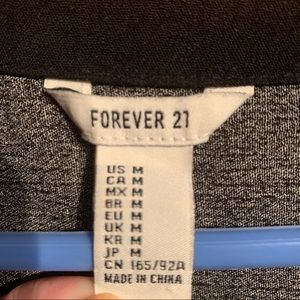 FOREVER 21
US M
CA M
MX M
BR M
EU M
UK M
KR M
JP M
CN 165/92A
MADE IN CHINA